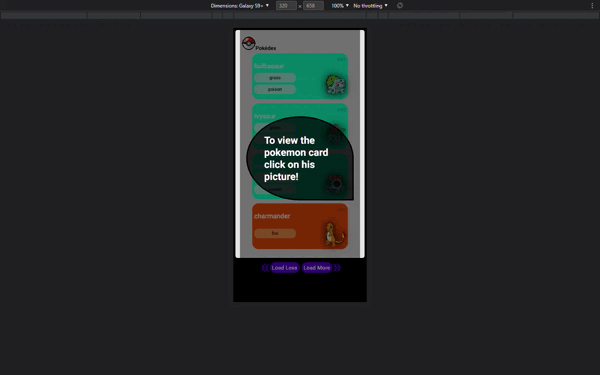 Dimensions: Galaxy S9+ ▼ 320 x 658 100% ▼ No throttling ▼
Pokédex
bulbasaur
grass
poison
ivysaur
To view the
pokemon card
click on his
picture!
charmander
fire
Load Less Load More